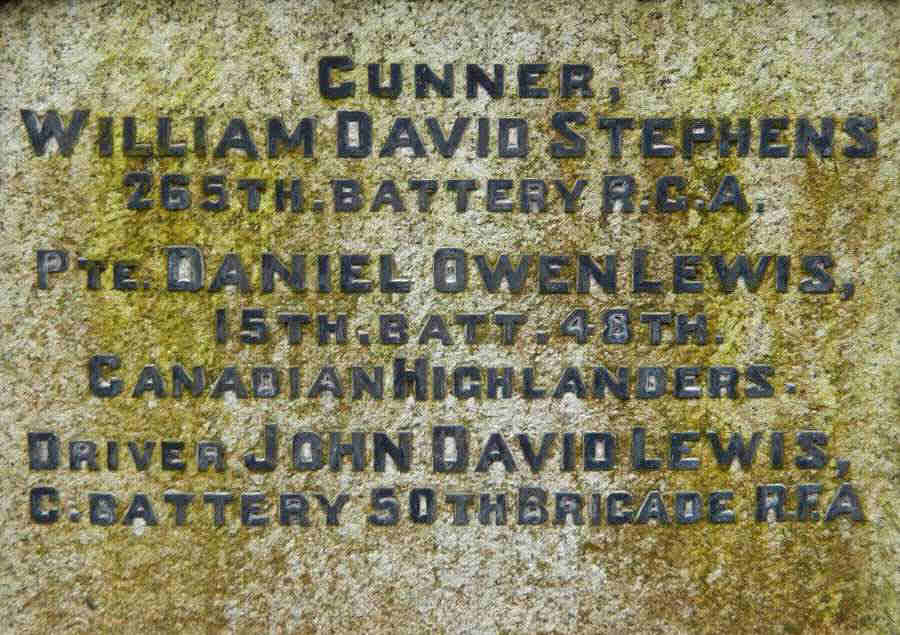 GUNNER,
WILLIAM DAVID STEPHENS
265TH. BATTERY R.G.A.
PTE. DANIEL OWEN LEWIS,
15TH. BATT. 48TH.
CANADIAN HIGHLANDERS.
DRIVER JOHN DAVID LEWIS,
C. BATTERY 50TH BRIGADE R.F.A